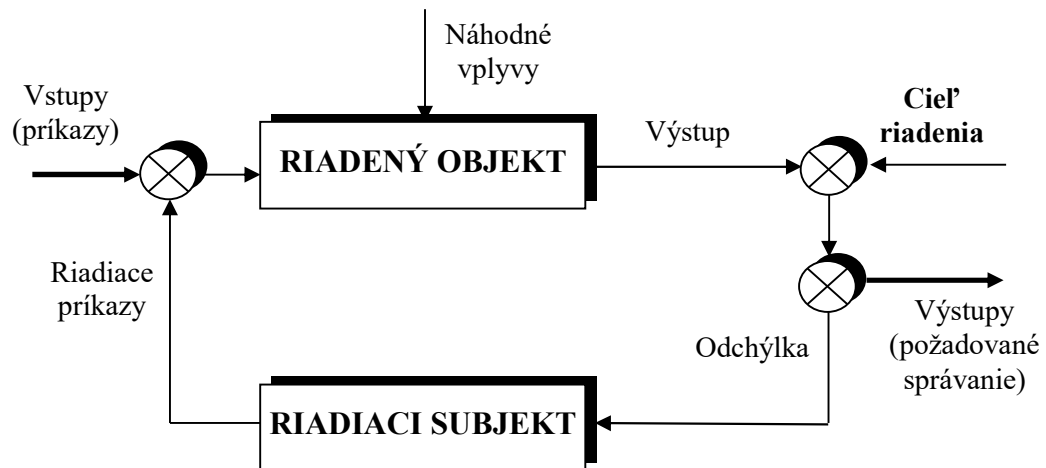 Náhodné
vplyvy
Vstupy
(príkazy)
RIADENÝ OBJEKT
Výstup
Cieľ
riadenia
Riadiace
príkazy
Odchýlka
Výstupy
(požadované
správanie)
RIADIACI SUBJEKT